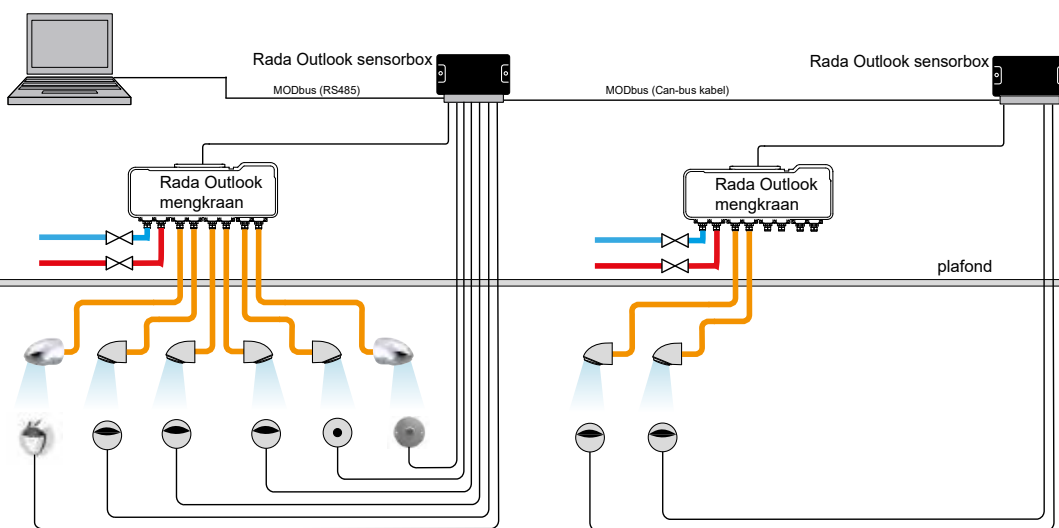 Rada Outlook sensorbox
Rada Outlook sensorbox
MODbus (RS485)
MODbus (Can-bus kabel)
Rada Outlook
mengkraan
Rada Outlook
mengkraan
plafond